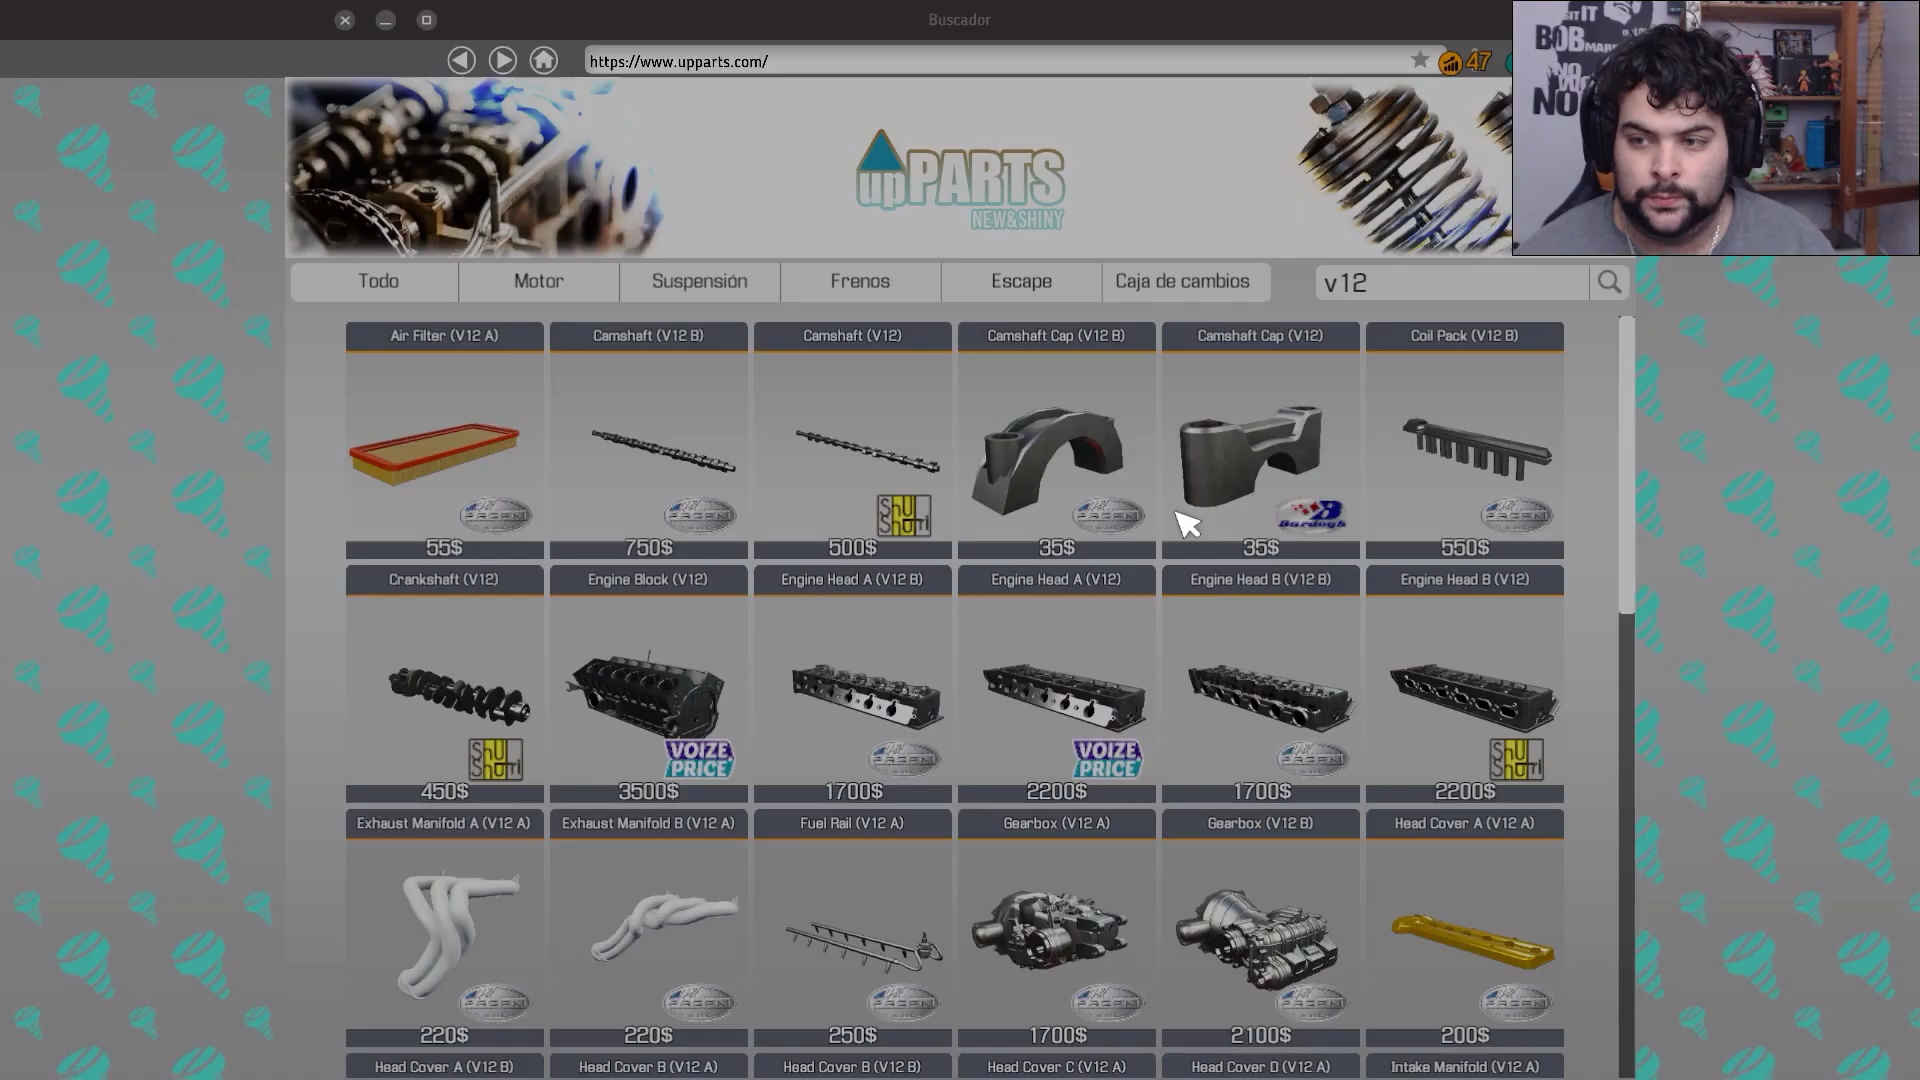 Buscador
https://www.upparts.com/
47
upPARTS
NEW&SHINY
Todo
Motor
Suspensión
Frenos
Escape
Caja de cambios
v12
Air Filter (V12 A)
Camshaft (V12 B)
Camshaft (V12)
Camshaft Cap (V12 B)
Camshaft Cap (V12)
Coil Pack (V12 B)
55$
750$
500$
35$
35$
550$
Crankshaft (V12)
Engine Block (V12)
Engine Head A (V12 B)
Engine Head A (V12)
Engine Head B (V12 B)
Engine Head B (V12)
VOIZE
PRICE
VOIZE
PRICE
450$
3500$
1700$
2200$
1700$
2200$
Exhaust Manifold A (V12 A)
Exhaust Manifold B (V12 A)
Fuel Rail (V12 A)
Gearbox (V12 A)
Gearbox (V12 B)
Head Cover A (V12 A)
220$
220$
250$
1700$
2100$
200$
Head Cover A (V12 B)
Head Cover B (V12 A)
Head Cover B (V12 B)
Head Cover C (V12 A)
Head Cover D (V12 A)
Intake Manifold (V12 A)